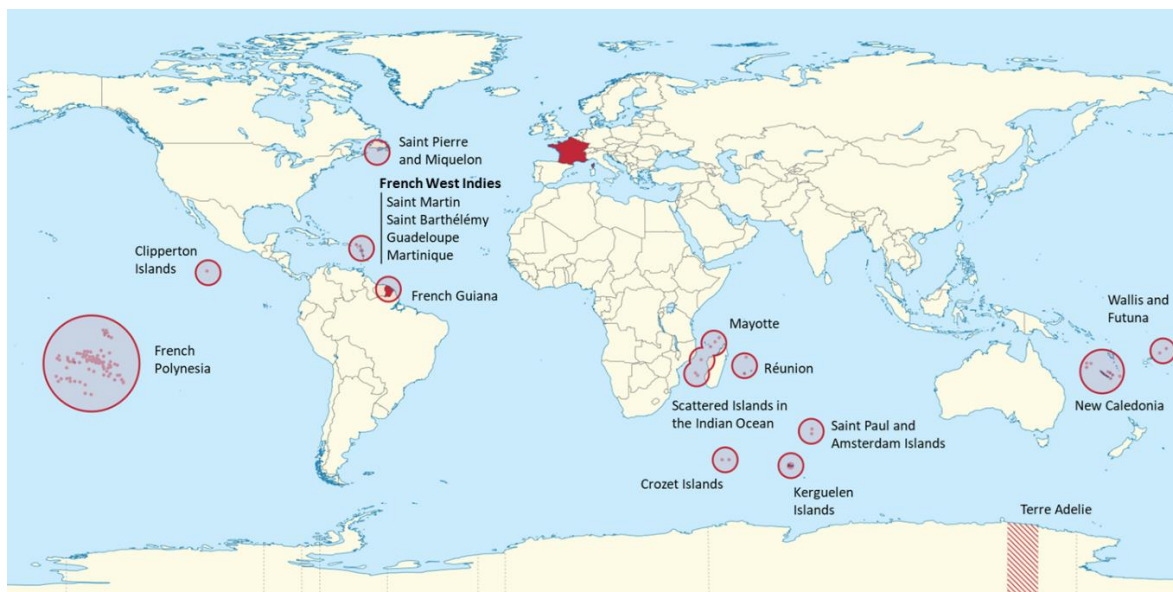 Saint Pierre
and Miquelon
French West Indies
Saint Martin
Saint Barthélémy
Guadeloupe
Martinique
Clipperton
Islands
French Guiana
French
Polynesia
Mayotte
Réunion
Scattered Islands in
the Indian Ocean
Wallis and
Futuna
New Caledonia
Saint Paul and
Amsterdam Islands
Crozet Islands
Kerguelen
Islands
Terre Adelie